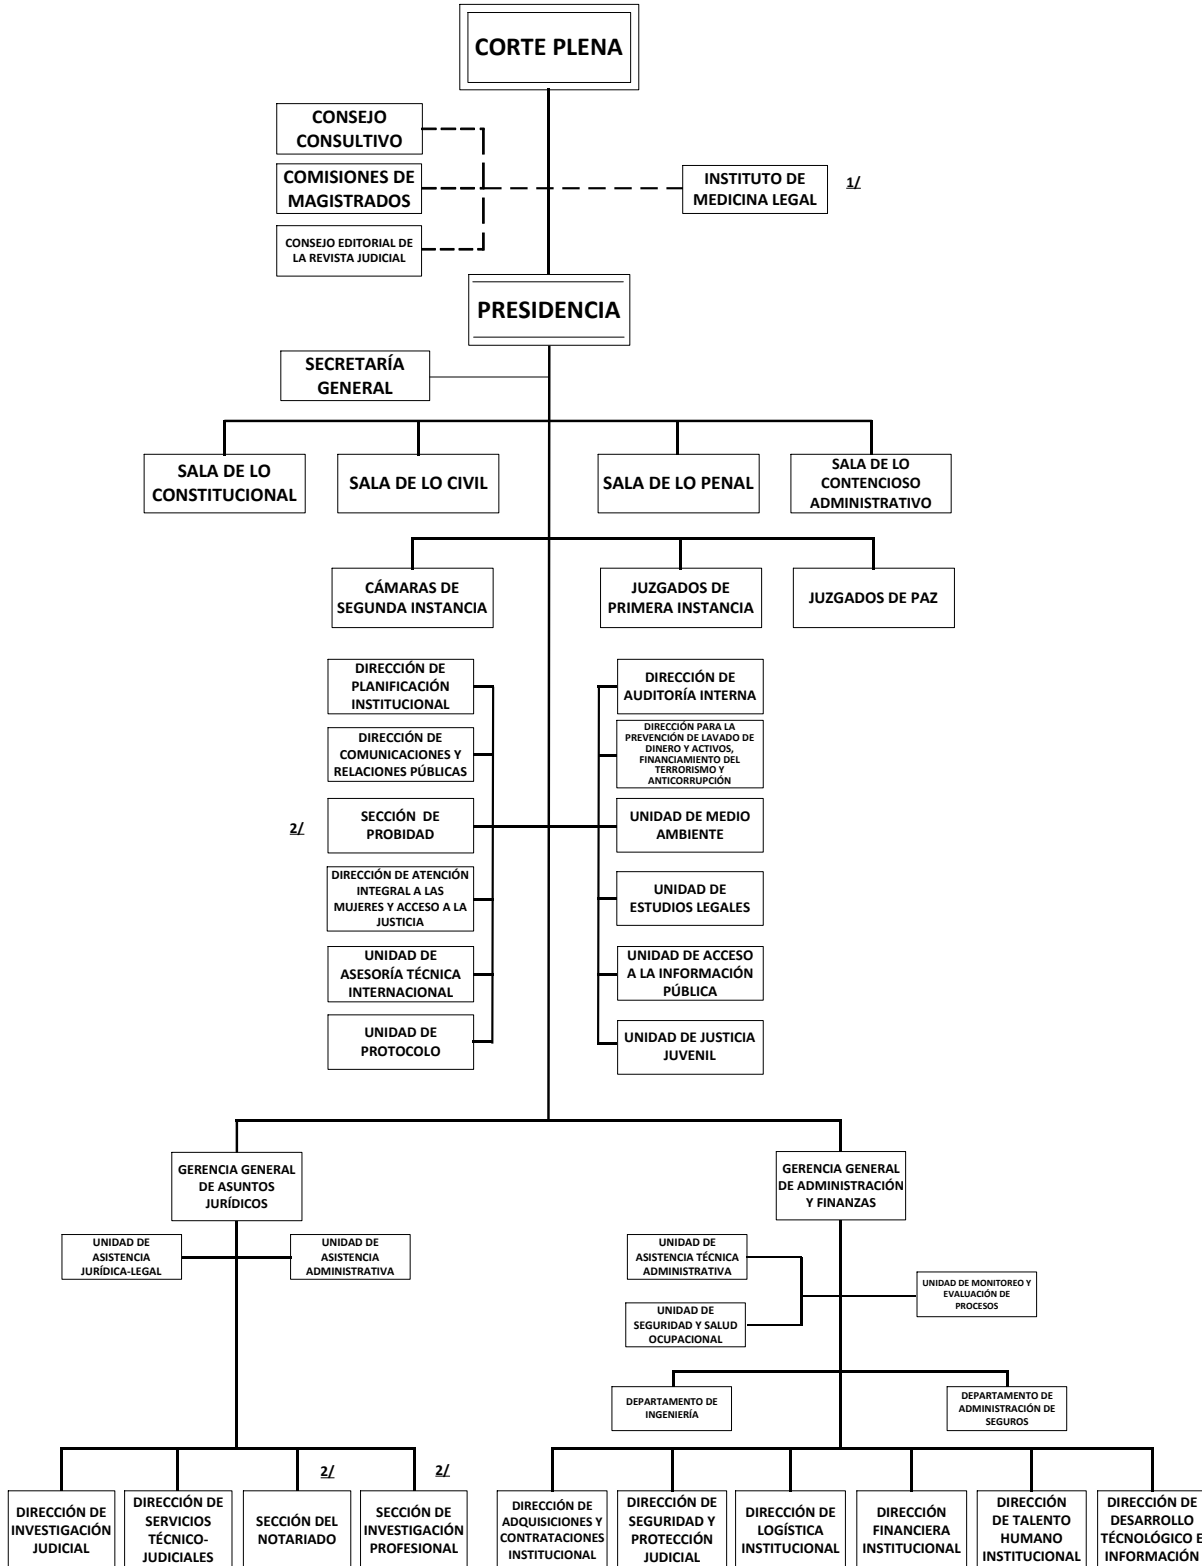 CORTE PLENA
CONSEJO
CONSULTIVO
COMISIONES DE
MAGISTRADOS
CONSEJO EDITORIAL DE
LA REVISTA JUDICIAL
INSTITUTO DE
MEDICINA LEGAL
1/
PRESIDENCIA
SECRETARÍA
GENERAL
SALA DE LO
CONSTITUCIONAL
SALA DE LO CIVIL
SALA DE LO PENAL
SALA DE LO
CONTENCIOSO
ADMINISTRATIVO
CÁMARAS DE
SEGUNDA INSTANCIA
JUZGADOS DE
PRIMERA INSTANCIA
JUZGADOS DE PAZ
DIRECCIÓN DE
PLANIFICACIÓN
INSTITUCIONAL
DIRECCIÓN DE
AUDITORÍA INTERNA
DIRECCIÓN DE
COMUNICACIONES Y
RELACIONES PÚBLICAS
DIRECCIÓN PARA LA
PREVENCIÓN DE LAVADO DE
DINERO Y ACTIVOS,
FINANCIAMIENTO DEL
TERRORISMO Y
ANTICORRUPCIÓN
2/
SECCIÓN DE
PROBIDAD
UNIDAD DE MEDIO
AMBIENTE
DIRECCIÓN DE ATENCIÓN
INTEGRAL A LAS
MUJERES Y ACCESO A LA
JUSTICIA
UNIDAD DE
ESTUDIOS LEGALES
UNIDAD DE
ASESORÍA TÉCNICA
INTERNACIONAL
UNIDAD DE ACCESO
A LA INFORMACIÓN
PÚBLICA
UNIDAD DE
PROTOCOLO
UNIDAD DE JUSTICIA
JUVENIL
GERENCIA GENERAL
DE ASUNTOS
JURÍDICOS
GERENCIA GENERAL
DE ADMINISTRACIÓN
Y FINANZAS
UNIDAD DE
ASISTENCIA
JURÍDICA-LEGAL
UNIDAD DE
ASISTENCIA
ADMINISTRATIVA
UNIDAD DE
ASISTENCIA TÉCNICA
ADMINISTRATIVA
UNIDAD DE MONITOREO Y
EVALUACIÓN DE
PROCESOS
UNIDAD DE
SEGURIDAD Y SALUD
OCUPACIONAL
DEPARTAMENTO DE
INGENIERÍA
DEPARTAMENTO DE
ADMINISTRACIÓN DE
SEGUROS
2/
2/
DIRECCIÓN DE
INVESTIGACIÓN
JUDICIAL
DIRECCIÓN DE
SERVICIOS
TÉCNICO-
JUDICIALES
SECCIÓN DEL
NOTARIADO
SECCIÓN DE
INVESTIGACIÓN
PROFESIONAL
DIRECCIÓN DE
ADQUISICIONES Y
CONTRATACIONES
INSTITUCIONAL
DIRECCIÓN DE
SEGURIDAD Y
PROTECCIÓN
JUDICIAL
DIRECCIÓN DE
LOGÍSTICA
INSTITUCIONAL
DIRECCIÓN
FINANCIERA
INSTITUCIONAL
DIRECCIÓN
DE TALENTO
HUMANO
INSTITUCIONAL
DIRECCIÓN DE
DESARROLLO
TÉCNOLÓGICO E
INFORMACIÓN